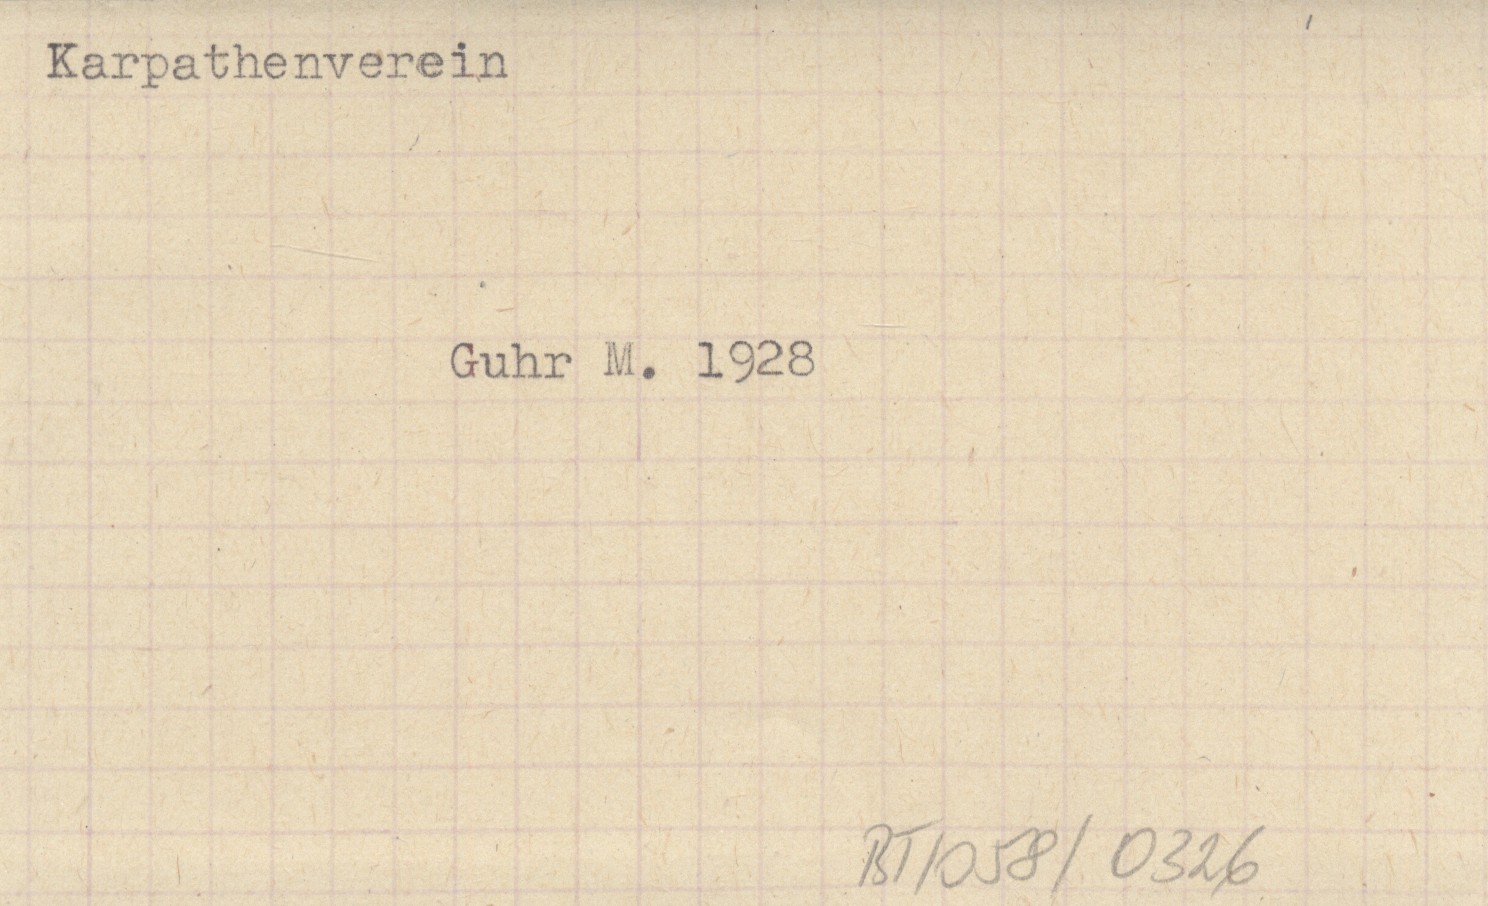 Karpathenverein
Guhr M. 1928
BT/058/ 0326